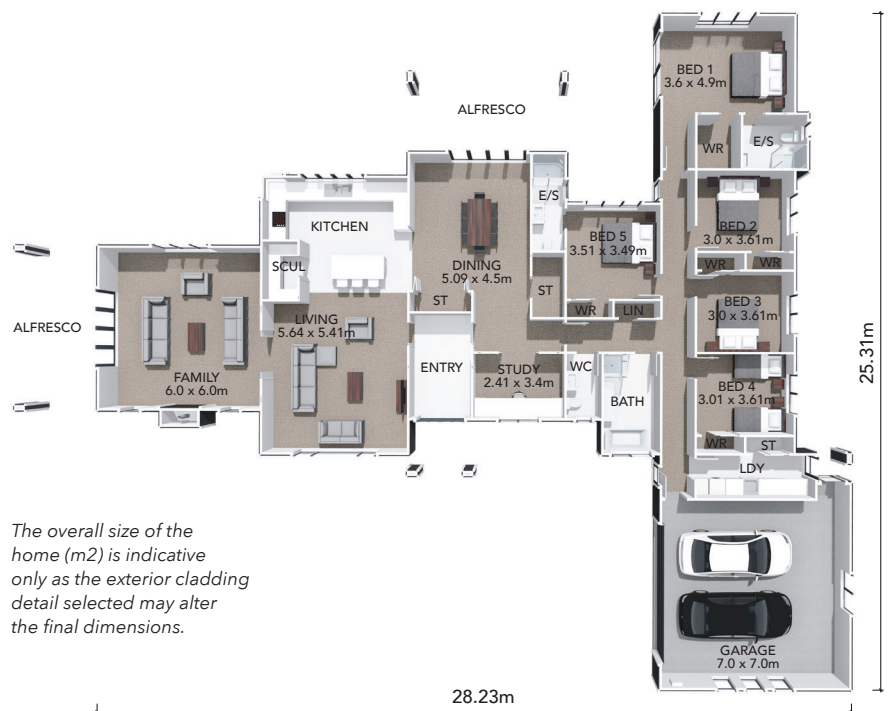 BED 1
3.6 x 4.9m
ALFRESCO
WR
E/S
E/S
KITCHEN
BED 2
3.0 x 3.61m
BED 5
3.51 x 3.49m
SCUL
DINING
5.09 x 4.5m
WR
WR
ST
ST
BED 3
3.0 x 3.61m
WR
LIN
LIVING
5.64 x 5.41m
ALFRESCO
FAMILY
6.0 x 6.0m
ENTRY
STUDY
2.41 x 3.4m
WC
BATH
BED 4
3.01 x 3.61m
WR
ST
LDY
25.31m
The overall size of the
home (m2) is indicative
only as the exterior cladding
detail selected may alter
the final dimensions.
GARAGE
7.0 x 7.0m
28.23m